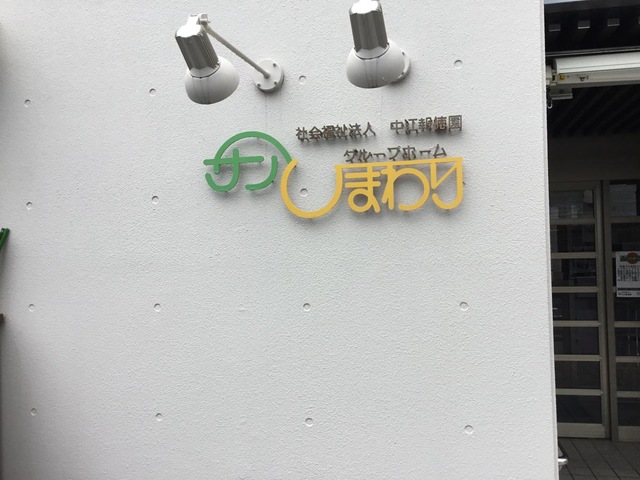 社会福祉法人 中江報徳園
グループホーム
サンひまわり